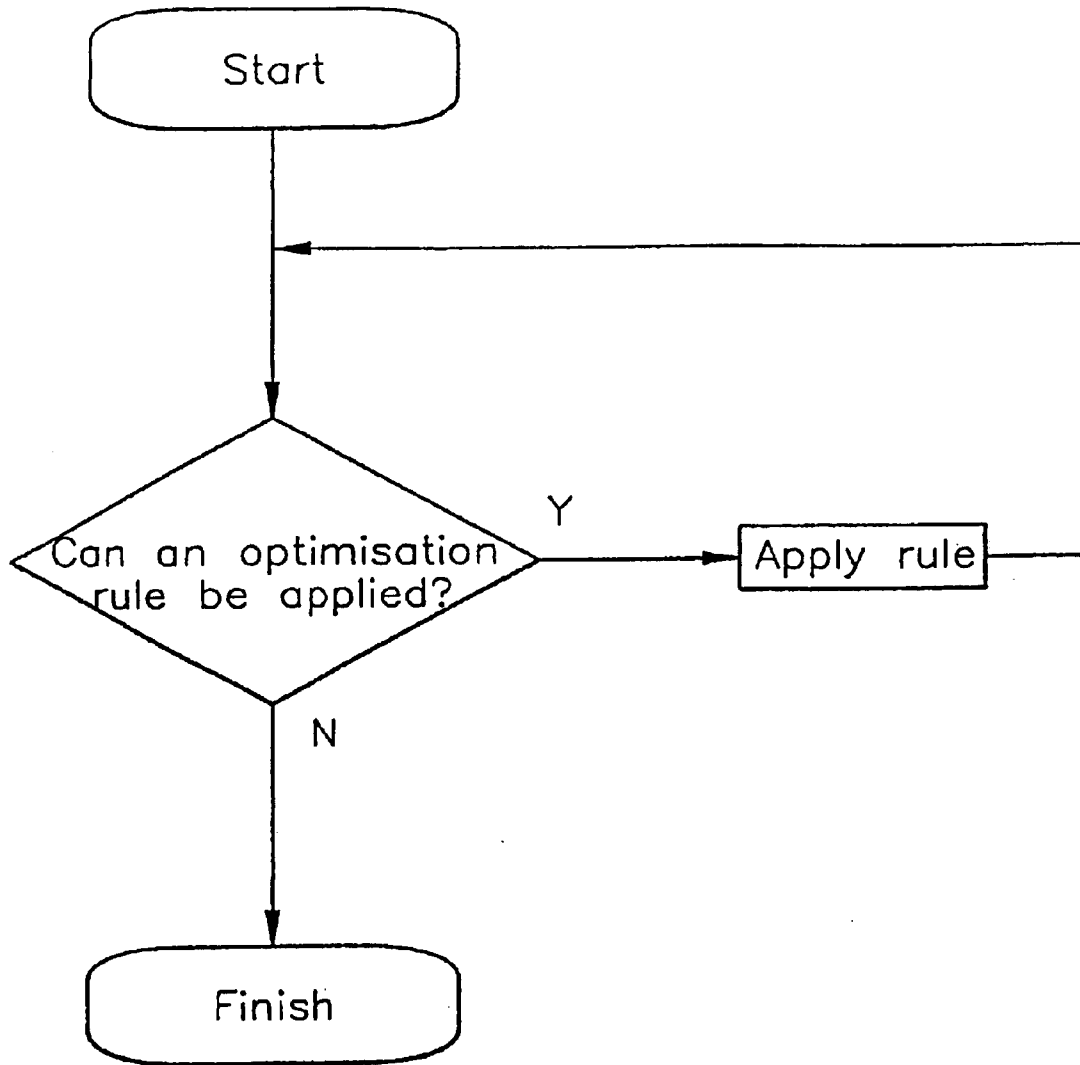 Start
Can an optimisation
rule be applied?
Y
Apply rule
N
Finish